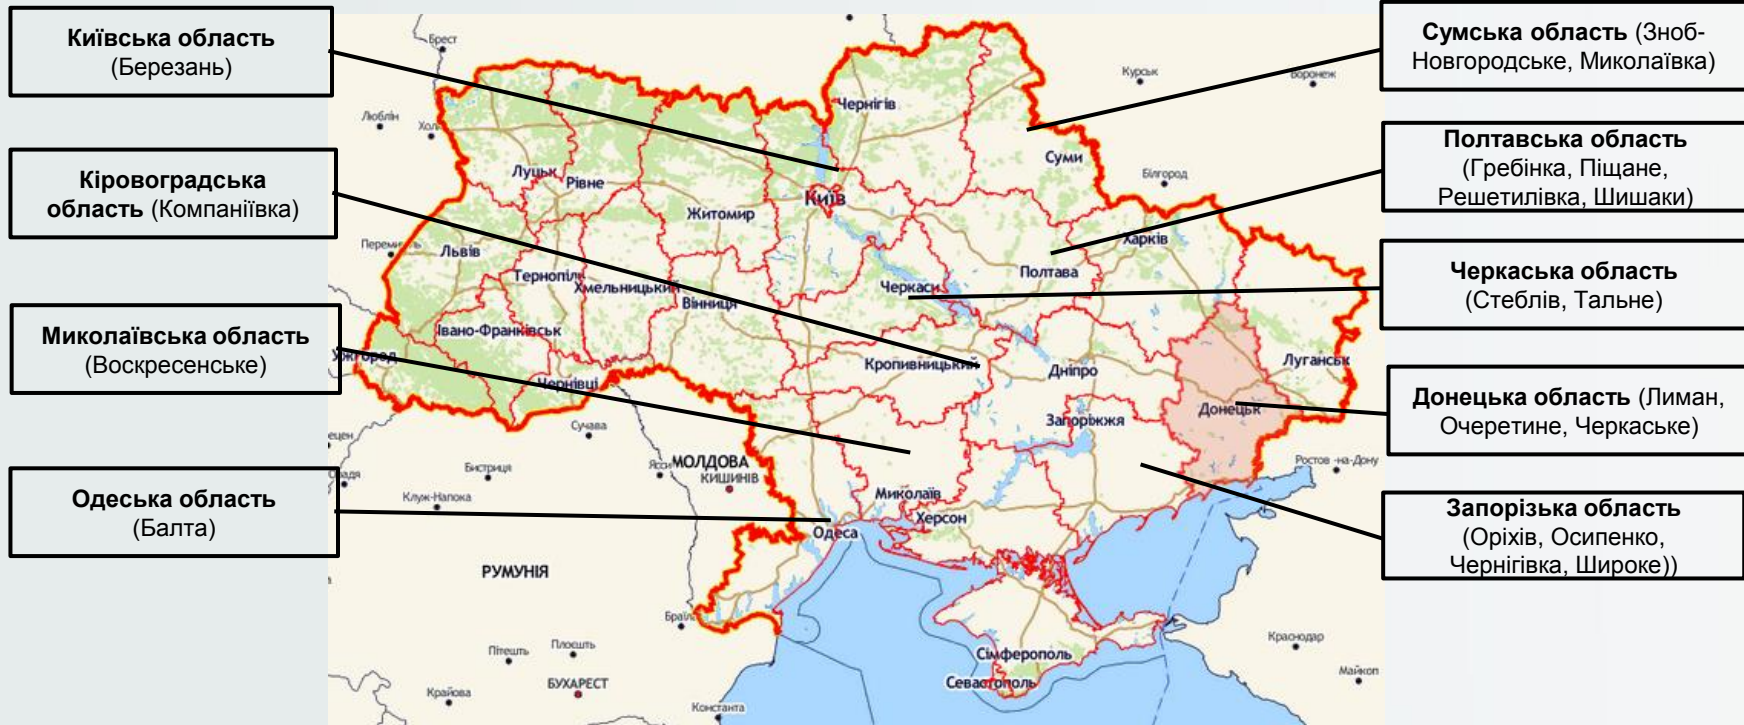 Київська область
(Березань)
Кіровоградська
область (Компаніївка)
Миколаївська область
(Воскресенське)
Одеська область
(Балта)
Сумська область (Зноб-
Новгородське, Миколаївка)
Полтавська область
(Гребінка, Піщане,
Решетилівка, Шишаки)
Черкаська область
(Стеблів, Тальне)
Донецька область (Лиман,
Очеретине, Черкаське)
Запорізька область
(Оріхів, Осипенко,
Чернігівка, Широке))
Брест
Курськ
Воронеж
Люблін
Чернігів
Суми
Білгород
Луцьк
Рівне
Київ
Житомир
Львів
Харків
Тернопіль
Хмельницький
Вінниця
Черкаси
Полтава
Івано-Франківськ
Ужгород
Кропивницький
Дніпро
Луганськ
Чернівці
Донецьк
Запоріжжя
Сучава
Бистриця
Ясси
МОЛДОВА
КИШИНІВ
Ростов -на-Дону
Клуж-Напока
Миколаїв
Херсон
Одеса
РУМУНІЯ
Плоєшть
Пітешть
БУХАРЕСТ
Крайова
Константа
Сімферополь
Севастополь
Краснодар
Майкоп